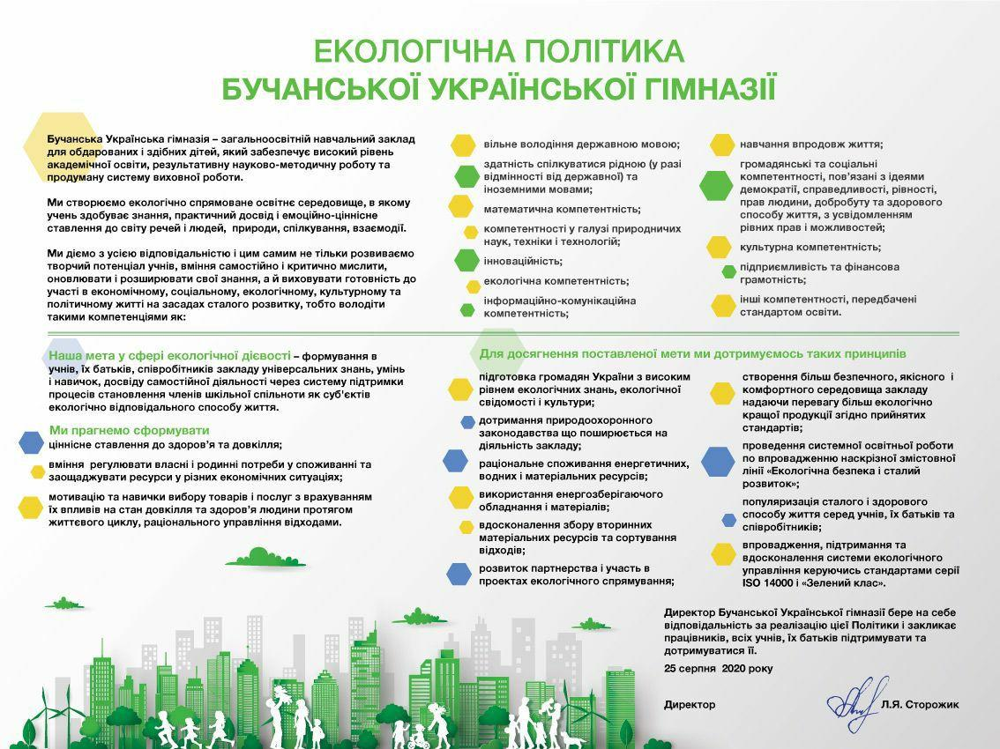 ЕКОЛОГІЧНА ПОЛІТИКА
БУЧАНСЬКОЇ УКРАЇНСЬКОЇ ГІМНАЗІЇ
Бучанська Українська гімназія – загальноосвітній навчальний заклад
для обдарованих і здібних дітей, який забезпечує високий рівень
академічної освіти, результативну науково-методичну роботу та
продуману систему виховної роботи.
Ми створюємо екологічно спрямоване освітнє середовище, в якому
учень здобуває знання, практичний досвід і емоційно-ціннісне
ставлення до світу речей і людей, природи, спілкування, взаємодії.
Ми діємо з усією відповідальністю і цим самим не тільки розвиваємо
творчий потенціал учнів, вміння самостійно і критично мислити,
оновлювати і розширювати свої знання, а й виховувати готовність до
участі в економічному, соціальному, екологічному, культурному та
політичному житті на засадах сталого розвитку, тобто володіти
такими компетенціями як:
вільне володіння державною мовою;
здатність спілкуватися рідною (у разі
відмінності від державної) та
іноземними мовами;
математична компетентність;
компетентності у галузі природничих
наук, техніки і технологій;
інноваційність;
екологічна компетентність;
інформаційно-комунікаційна
компетентність;
навчання впродовж життя;
громадянські та соціальні
компетентності, пов’язані з ідеями
демократії, справедливості, рівності,
прав людини, добробуту та здорового
способу життя, з усвідомленням
рівних прав і можливостей;
культурна компетентність;
підприємливість та фінансова
грамотність;
інші компетентності, передбачені
стандартом освіти.
Наша мета у сфері екологічної дієвості – формування в
учнів, їх батьків, співробітників закладу універсальних знань, умінь
і навичок, досвіду самостійної діяльності через систему підтримки
процесів становлення членів шкільної спільноти як суб'єктів
екологічно відповідального способу життя.
Ми прагнемо сформувати
ціннісне ставлення до здоров’я та довкілля;
вміння регулювати власні і родинні потреби у споживанні та
заощаджувати ресурси у різних економічних ситуаціях;
мотивацію та навички вибору товарів і послуг з врахуванням
їх впливів на стан довкілля та здоров’я людини протягом
життєвого циклу, раціонального управління відходами.
Для досягнення поставленої мети ми дотримуємось таких принципів
підготовка громадян України з високим
рівнем екологічних знань, екологічної
свідомості і культури;
дотримання природоохоронного
законодавства що поширюється на
діяльність закладу;
раціональне споживання енергетичних,
водних і матеріальних ресурсів;
використання енергозберігаючого
обладнання і матеріалів;
вдосконалення збору вторинних
матеріальних ресурсів та сортування
відходів;
розвиток партнерства і участь в
проектах екологічного спрямування;
створення більш безпечного, якісного і
комфортного середовища закладу
надаючи перевагу більш екологічно
кращої продукції згідно прийнятих
стандартів;
проведення системної освітньої роботи
по впровадженню наскрізної змістовної
лінії «Екологічна безпека і сталий
розвиток»;
популяризація сталого і здорового
способу життя серед учнів, їх батьків та
співробітників;
впровадження, підтримання та
вдосконалення системи екологічного
управління керуючись стандартами серії
ISO 14000 і «Зелений клас».
Директор Бучанської Української гімназії бере на себе
відповідальність за реалізацію цієї Політики і закликає
працівників, всіх учнів, їх батьків підтримувати та
дотримуватися її.
25 серпня 2020 року
Директор Л.Я. Сторожик